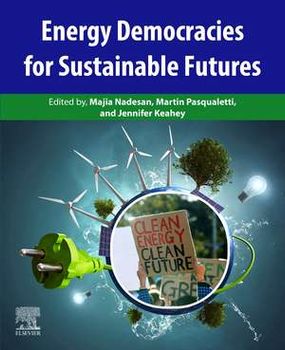 Energy Democracies
for Sustainable Futures
Edited by, Majia Nadesan, Martin Pasqualetti,
and Jennifer Keahey
CLEAN
ENERGY
CLEAN
FUTURE
GRE
ELSEVIER